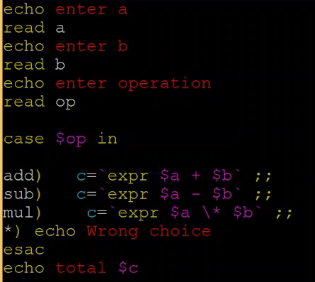 echo enter a
read a
echo enter b
read b
echo enter operation
read op
case $op in
add)   c=`expr $a + $b` ;;
sub)   c=`expr $a - $b` ;;
mul)    c=`expr $a \* $b` ;;
*) echo Wrong choice
esac
echo total $c